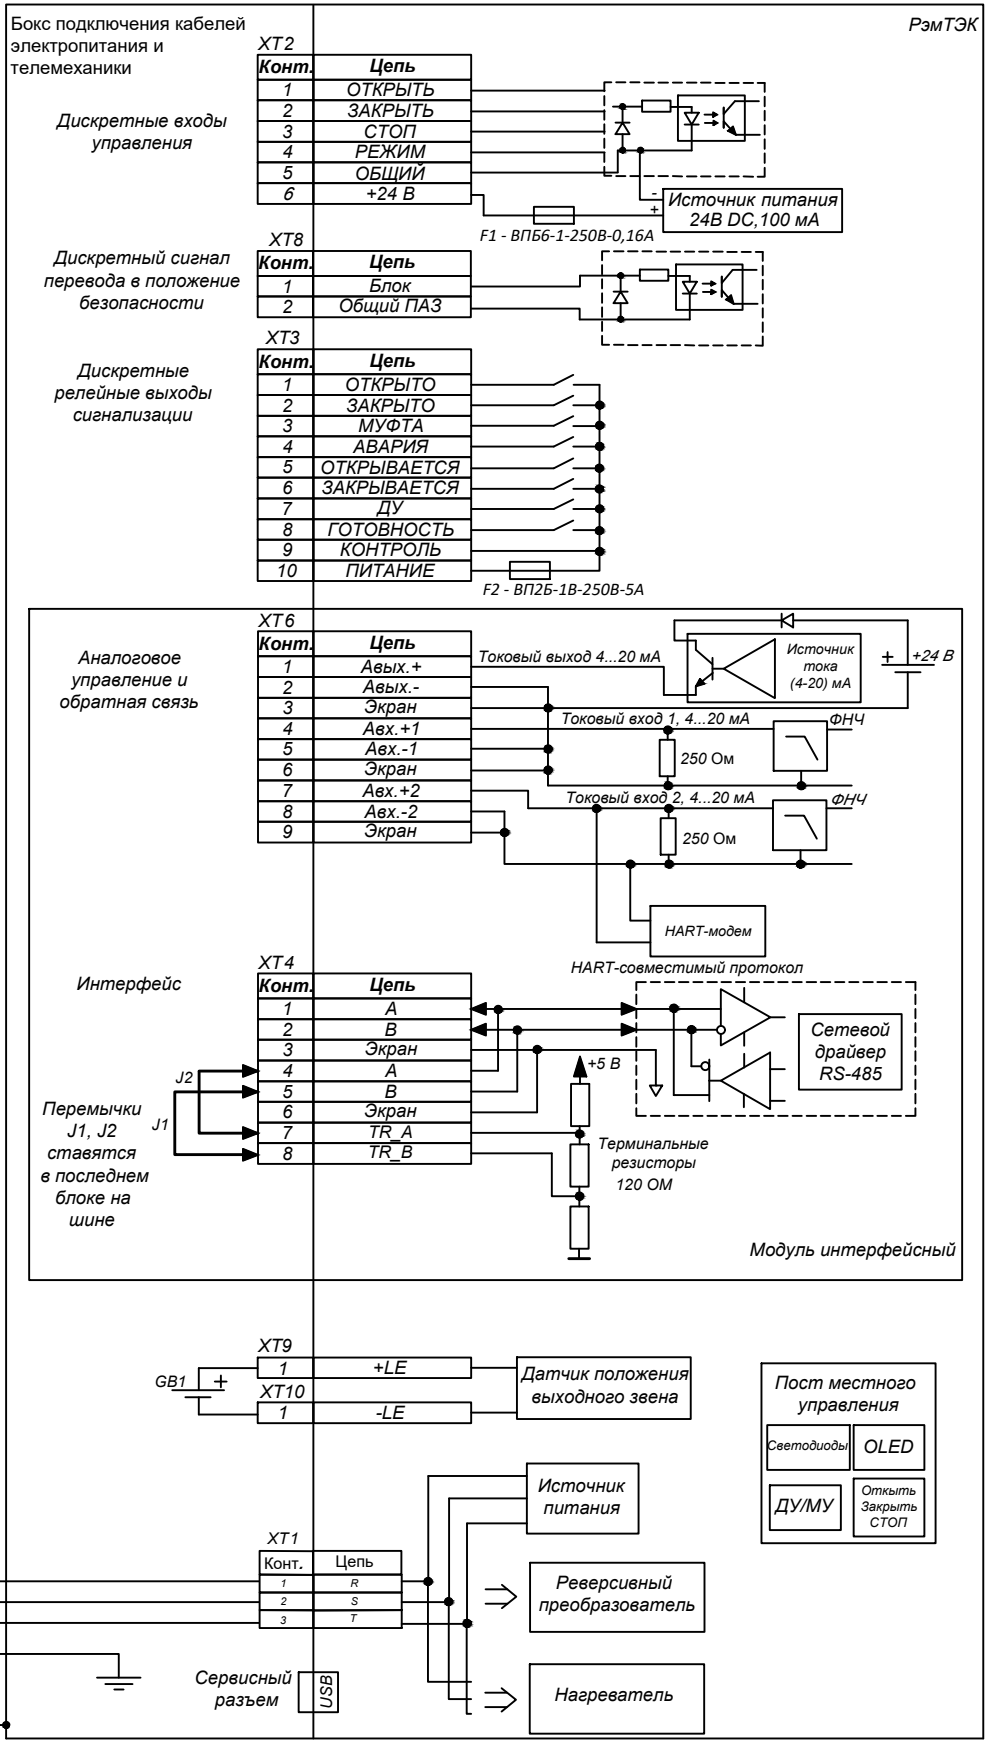 Бокс подключения кабелей
электропитания и
телемеханики
РэмТЭК
Дискретные входы
управления
XT2
Конт. Цепь
1 ОТКРЫТЬ
2 ЗАКРЫТЬ
3 СТОП
4 РЕЖИМ
5 ОБЩИЙ
6 +24 В
-
+
Источник питания
24В DC,100 мА
F1 - ВПБ6-1-250В-0,16А
Дискретный сигнал
перевода в положение
безопасности
XT8
Конт. Цепь
1 Блок
2 Общий ПАЗ
Дискретные
релейные выходы
сигнализации
XT3
Конт. Цепь
1 ОТКРЫТО
2 ЗАКРЫТО
3 МУФТА
4 АВАРИЯ
5 ОТКРЫВАЕТСЯ
6 ЗАКРЫВАЕТСЯ
7 ДУ
8 ГОТОВНОСТЬ
9 КОНТРОЛЬ
10 ПИТАНИЕ
F2 - ВП2Б-1В-250В-5А
Аналоговое
управление и
обратная связь
XT6
Конт. Цепь
1 Авых.+
2 Авых.-
3 Экран
4 Авх.+1
5 Авх.-1
6 Экран
7 Авх.+2
8 Авх.-2
9 Экран
Токовый выход 4...20 мА
Источник
тока
(4-20) мА
+
+24 В
Токовый вход 1, 4...20 мА
ФНЧ
250 Ом
Токовый вход 2, 4...20 мА
ФНЧ
250 Ом
HART-модем
HART-совместимый протокол
Интерфейс
XT4
Конт. Цепь
1 A
2 B
3 Экран
4 A
5 B
6 Экран
7 TR_A
8 TR_B
J2
J1
Перемычки
J1, J2
ставятся
в последнем
блоке на
шине
+5 В
Сетевой
драйвер
RS-485
Терминальные
резисторы
120 ОМ
Модуль интерфейсный
XT9
1 +LE
XT10
1 -LE
GB1
+
Датчик положения
выходного звена
Пост местного
управления
Светодиоды
OLED
ДУ/МУ
Откыть
Закрыть
СТОП
Источник
питания
XT1
Конт. Цепь
1 R
2 S
3 T
Реверсивный
преобразователь
Сервисный
разъем
USB
Нагреватель